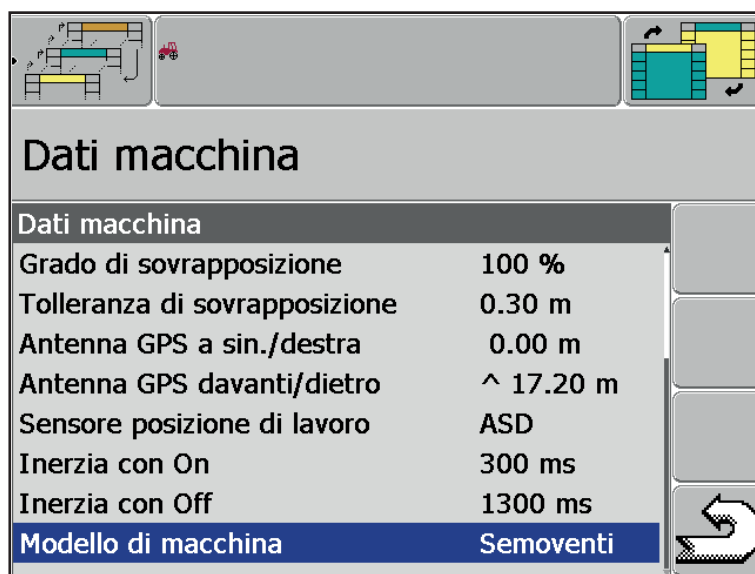 Dati macchina
Dati macchina
Grado di sovrapposizione 100 %
Tolleranza di sovrapposizione 0.30 m
Antenna GPS a sin./destra 0.00 m
Antenna GPS davanti/dietro ^ 17.20 m
Sensore posizione di lavoro ASD
Inerzia con On 300 ms
Inerzia con Off 1300 ms
Modello di macchina Semoventi